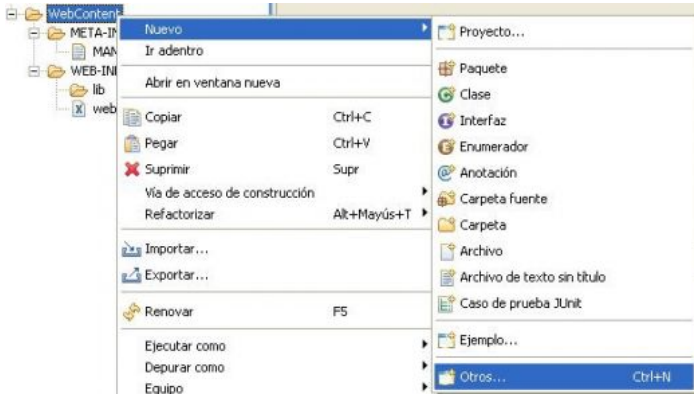 WebContent
META-IN
MAN
WEB-INI
lib
web
Nuevo
Ir adentro
Abrir en ventana nueva
Copiar Ctrl+C
Pegar Ctrl+V
Suprimir Supr
Vía de acceso de construcción
Refactorizar Alt+Mayús+T
Importar...
Exportar...
Renovar F5
Ejecutar como
Depurar como
Equipo
Proyecto...
Paquete
Clase
Interfaz
Enumerador
Anotación
Carpeta fuente
Carpeta
Archivo
Archivo de texto sin título
Caso de prueba JUnit
Ejemplo...
Otros... Ctrl+N